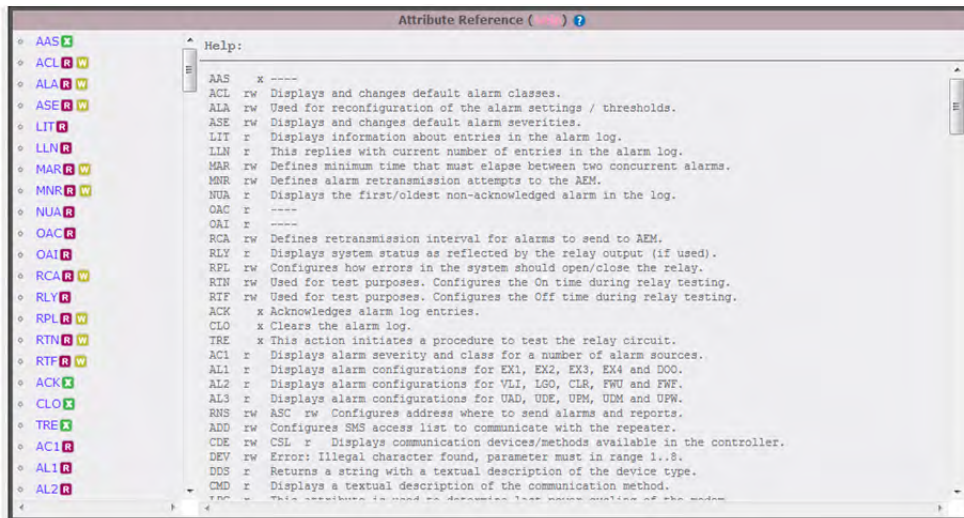 Attribute Reference ( ) ?
AAS X
ACL R W
ALA R W
ASE R W
LIT R
LLN R
MAR R W
MNR R W
NUA R
OAC R
OAI R
RCA R W
RLY R
RPL R W
RTN R W
RTF R W
ACK X
CLO X
TRE X
AC1 R
AL1 R
AL2 R
Help:
AAS x ----
ACL rw Displays and changes default alarm classes.
ALA rw Used for reconfiguration of the alarm settings / thresholds.
ASE rw Displays and changes default alarm severities.
LIT r Displays information about entries in the alarm log.
LLN r This replies with current number of entries in the alarm log.
MAR rw Defines minimum time that must elapse between two concurrent alarms.
MNR rw Defines alarm retransmission attempts to the AEM.
NUA r Displays the first/oldest non-acknowledged alarm in the log.
OAC r ----
OAI r ----
RCA rw Defines retransmission interval for alarms to send to AEM.
RLY r Displays system status as reflected by the relay output (if used).
RPL rw Configures how errors in the system should open/close the relay.
RTN rw Used for test purposes. Configures the On time during relay testing.
RTF rw Used for test purposes. Configures the Off time during relay testing.
ACK x Acknowledges alarm log entries.
CLO x Clears the alarm log.
TRE x This action initiates a procedure to test the relay circuit.
AC1 r Displays alarm severity and class for a number of alarm sources.
AL1 r Displays alarm configurations for EX1, EX2, EX3, EX4 and DOO.
AL2 r Displays alarm configurations for VLI, LGO, CLR, FWU and FWF.
AL3 r Displays alarm configurations for UAD, UDE, UPM, UDM and UPW.
RNS rw ASC rw Configures address where to send alarms and reports.
ADD rw Configures SMS access list to communicate with the repeater.
CDE rw CSL r Displays communication devices/methods available in the controller.
DEV rw Error: Illegal character found, parameter must in range 1..8.
DDS r Returns a string with a textual description of the device type.
CMD r Displays a textual description of the communication method.
This attribute is used to determine last power cycling of the modem